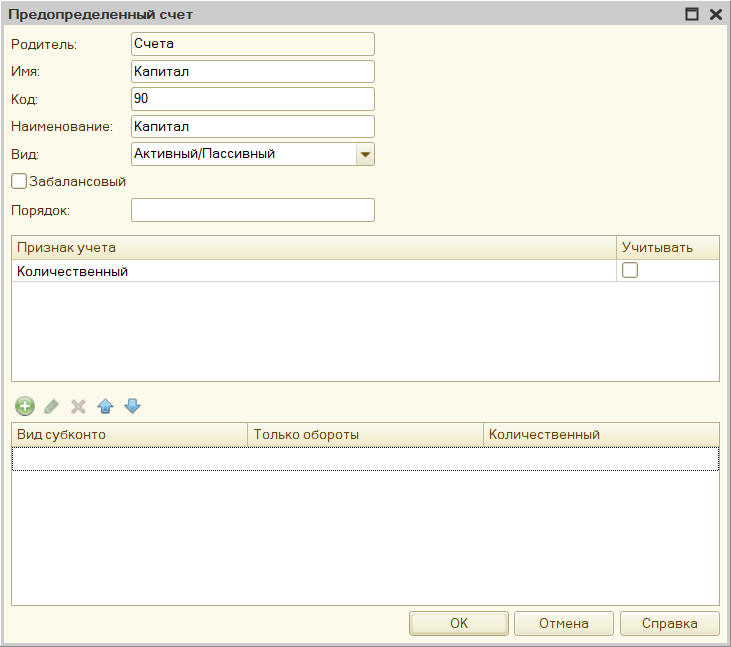 Предопределенный счет
Родитель: Счета
Имя: Капитал
Код: 90
Наименование: Капитал
Вид: Активный/Пассивный
Забалансовый
Порядок:
Признак учета Учитывать
Количественный
Вид субконто Только обороты Количественный
OK Отмена Справка